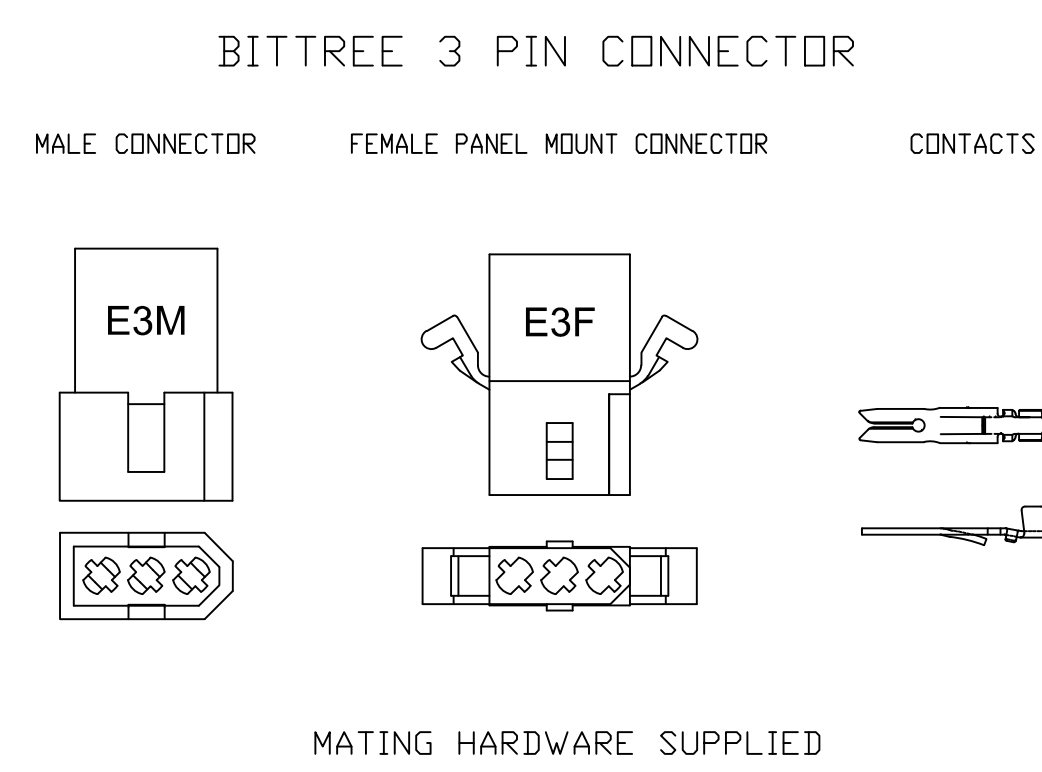 BITTREE 3 PIN CONNECTOR
MALE CONNECTOR
FEMALE PANEL MOUNT CONNECTOR
CONTACTS
E3M
E3F
MATING HARDWARE SUPPLIED